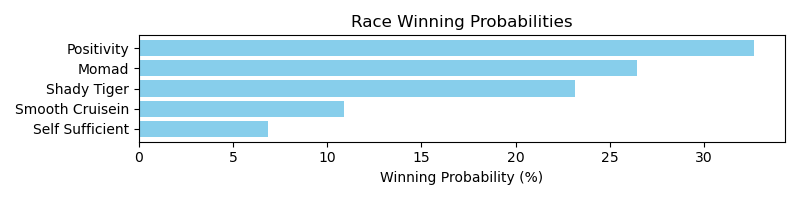 Race Winning Probabilities
Positivity
Momad
Shady Tiger
Smooth Cruisein
Self Sufficient
0 5 10 15 20 25 30
Winning Probability (%)